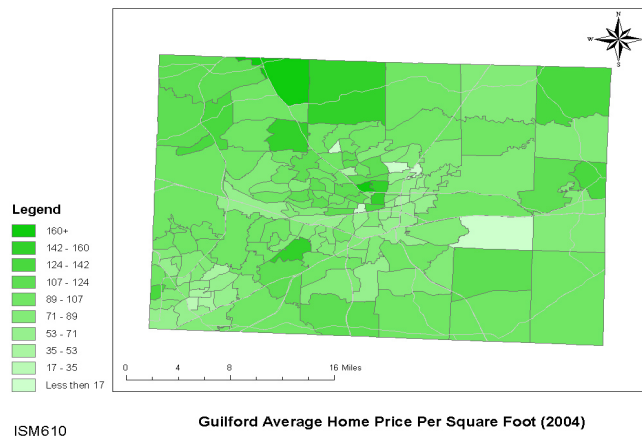 N
W
E
S
Legend
160+
142 - 160
124 - 142
107 - 124
89 - 107
71 - 89
53 - 71
35 - 53
17 - 35
Less then 17
0 4 8 16 Miles
ISM610
Guilford Average Home Price Per Square Foot (2004)